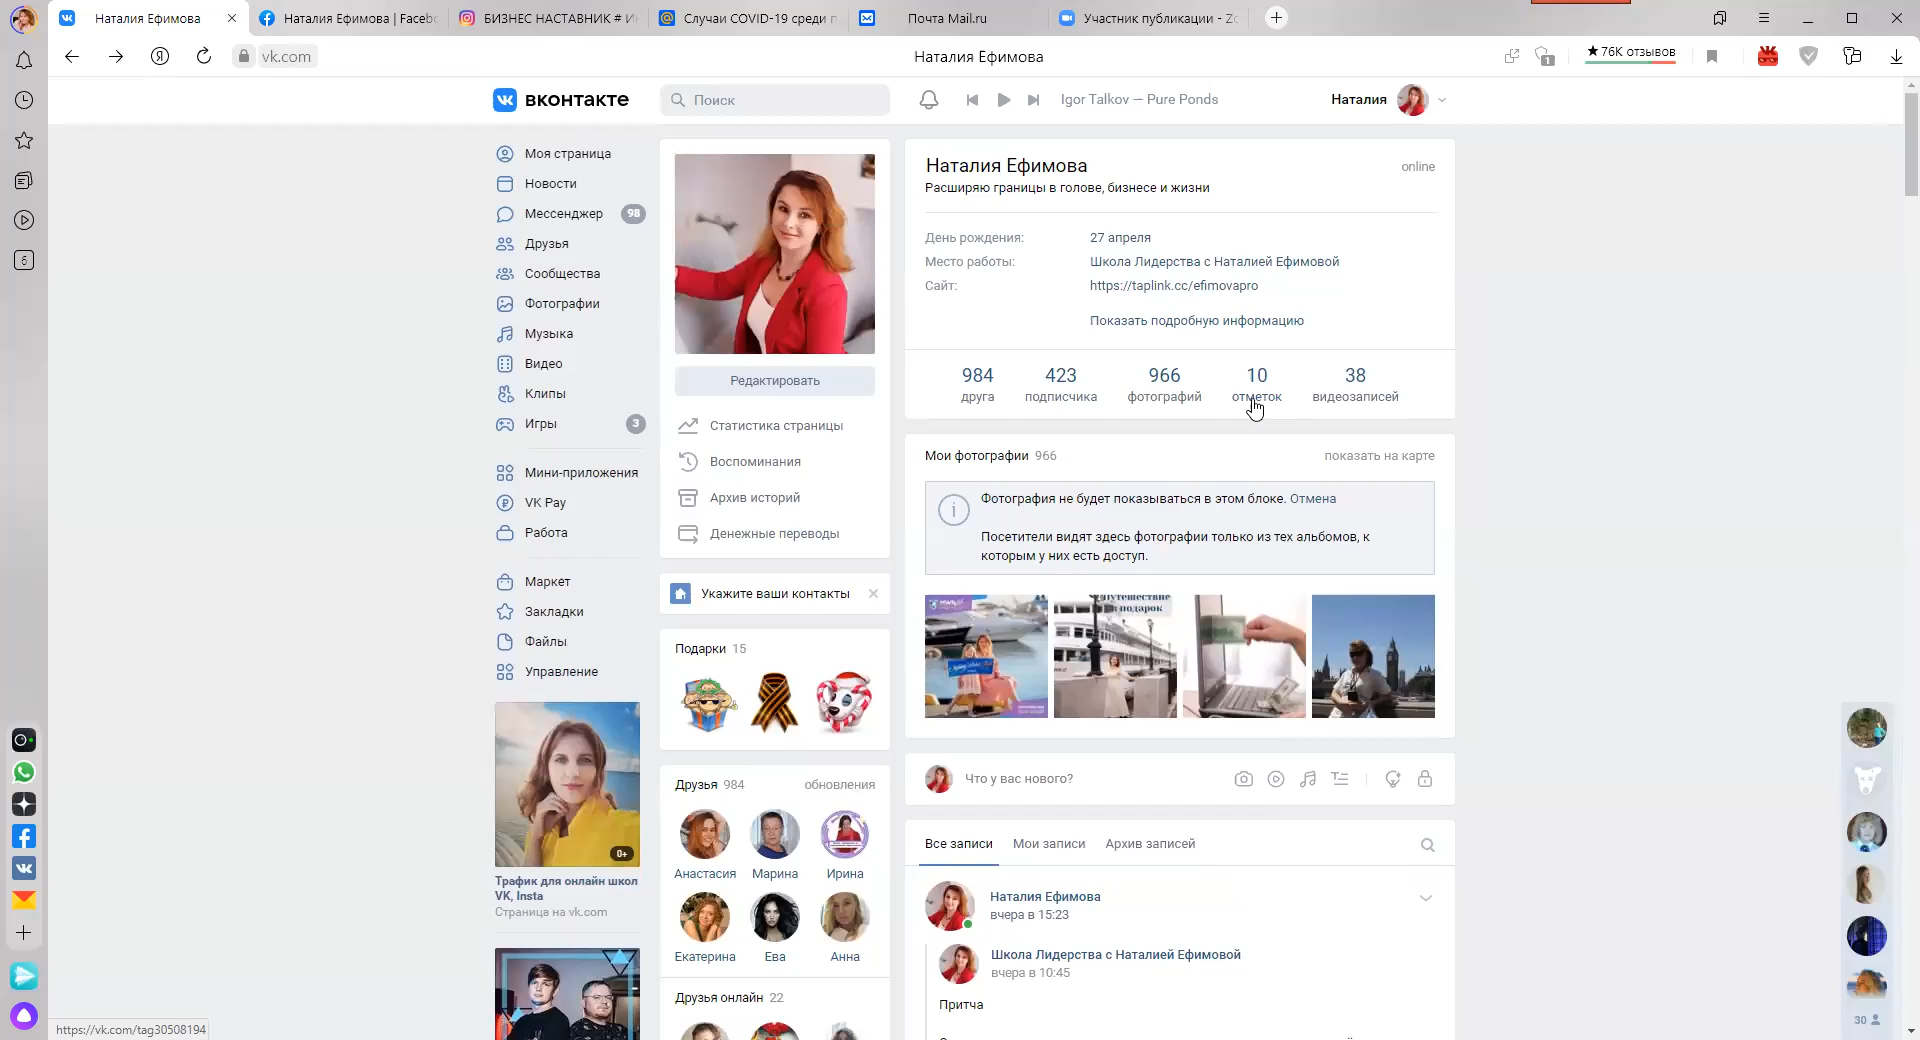 Наталия Ефимова
Наталия Ефимова | Faceb
БИЗНЕС НАСТАВНИК # И
Случаи COVID-19 среди п
Почта Mail.ru
Участник публикации - Zo
vk.com
Наталия Ефимова
1
★76K отзывов
6
вконтакте
Поиск
Igor Talkov — Pure Ponds
Наталия
Моя страница
Новости
Мессенджер 98
Друзья
Сообщества
Фотографии
Музыка
Видео
Клипы
Игры 3
Мини-приложения
VK Pay
Работа
Маркет
Закладки
Файлы
Управление
0+
Трафик для онлайн школ
VK, Insta
Страница на vk.com
Редактировать
Статистика страницы
Воспоминания
Архив историй
Денежные переводы
Укажите ваши контакты
Подарки 15
Друзья 984 обновления
Анастасия Марина Ирина
Екатерина Ева Анна
Друзья онлайн 22
Наталия Ефимова online
Расширяю границы в голове, бизнесе и жизни
День рождения: 27 апреля
Место работы: Школа Лидерства с Наталией Ефимовой
Сайт: https://taplink.cc/efimovapro
Показать подробную информацию
984 423 966 10 38
друга подписчика фотографий отметок видеозаписей
Мои фотографии 966 показать на карте
Фотография не будет показываться в этом блоке. Отмена
Посетители видят здесь фотографии только из тех альбомов, к
которым у них есть доступ.
Путешествие
в подарок
Что у вас нового?
Все записи Мои записи Архив записей
Наталия Ефимова
вчера в 15:23
Школа Лидерства с Наталией Ефимовой
вчера в 10:45
Притча
30
https://vk.com/tag30508194